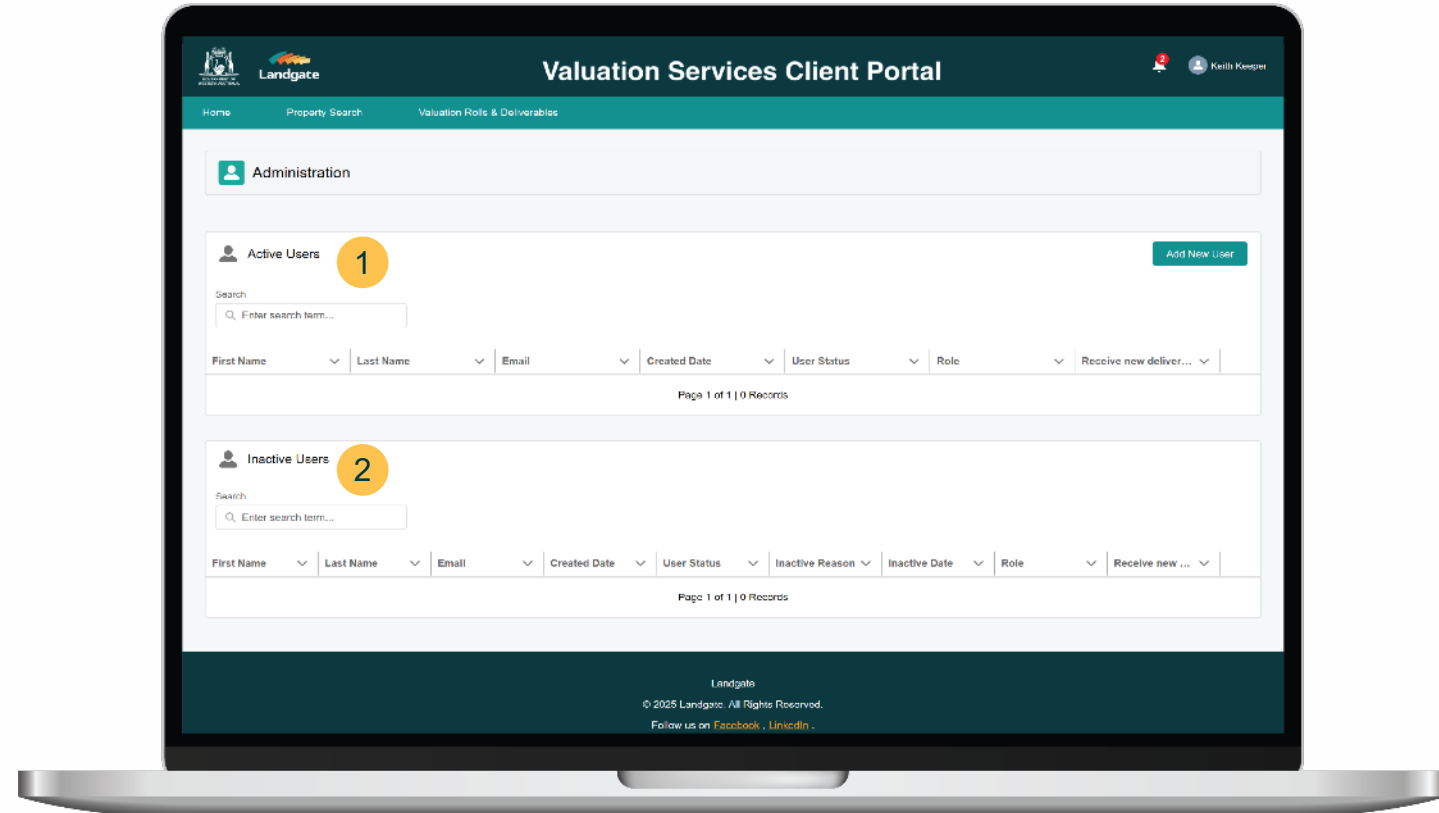 Landgate
Valuation Services Client Portal
2
Keith Keeper
Home Property Search Valuation Rolls & Deliverables
Administration
Active Users
1
Add New User
Search
Enter search term...
First Name Last Name Email Created Date User Status Role Receive new deliver...
Page 1 of 1 | 0 Records
Inactive Users
2
Search
Enter search term...
First Name Last Name Email Created Date User Status Inactive Reason Inactive Date Role Receive new ...
Page 1 of 1 | 0 Records
Landgate
© 2025 Landgate. All Rights Reserved.
Follow us on Facebook , LinkedIn .